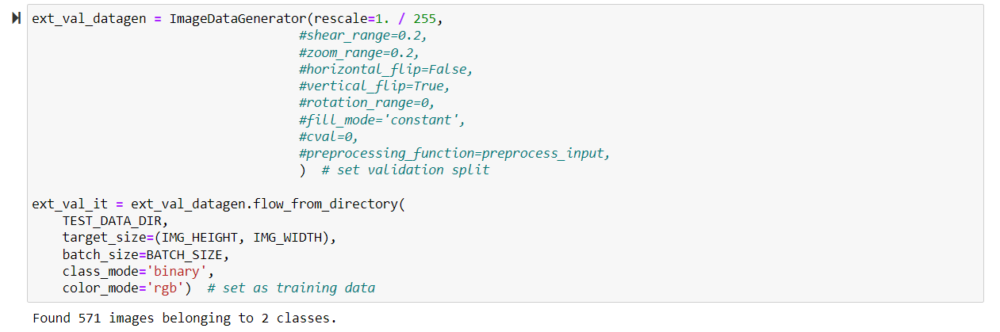 ext_val_datagen = ImageDataGenerator(rescale=1. / 255,
#shear_range=0.2,
#zoom_range=0.2,
#horizontal_flip=False,
#vertical_flip=True,
#rotation_range=0,
#fill_mode='constant',
#cval=0,
#preprocessing_function=preprocess_input,
)  # set validation split
ext_val_it = ext_val_datagen.flow_from_directory(
TEST_DATA_DIR,
target_size=(IMG_HEIGHT, IMG_WIDTH),
batch_size=BATCH_SIZE,
class_mode='binary',
color_mode='rgb')  # set as training data
Found 571 images belonging to 2 classes.